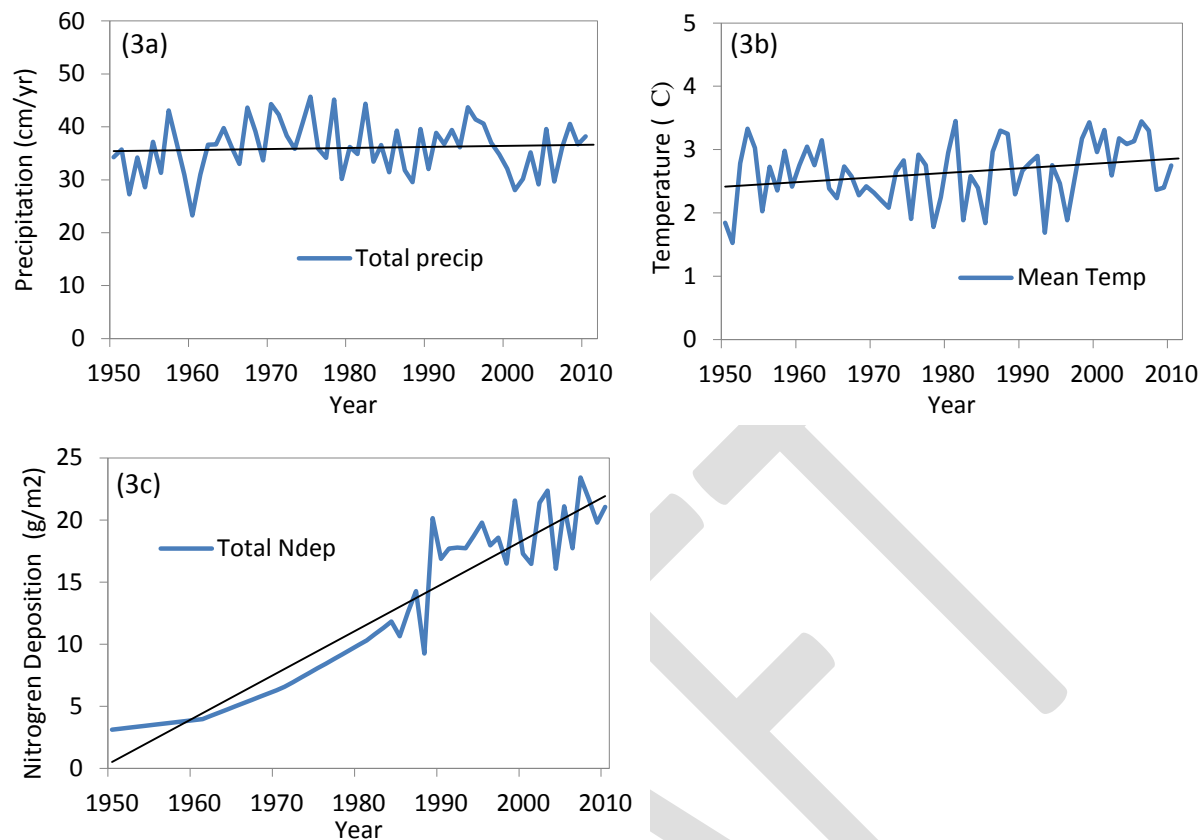 (3a)
Precipitation (cm/yr)
60
50
40
30
20
10
0
Total precip
1950 1960 1970 1980 1990 2000 2010
Year
(3b)
Temperature ( C)
5
4
3
2
1
0
Mean Temp
1950 1960 1970 1980 1990 2000 2010
Year
(3c)
Nitrogren Deposition (g/m2)
25
20
15
10
5
0
Total Ndep
1950 1960 1970 1980 1990 2000 2010
Year